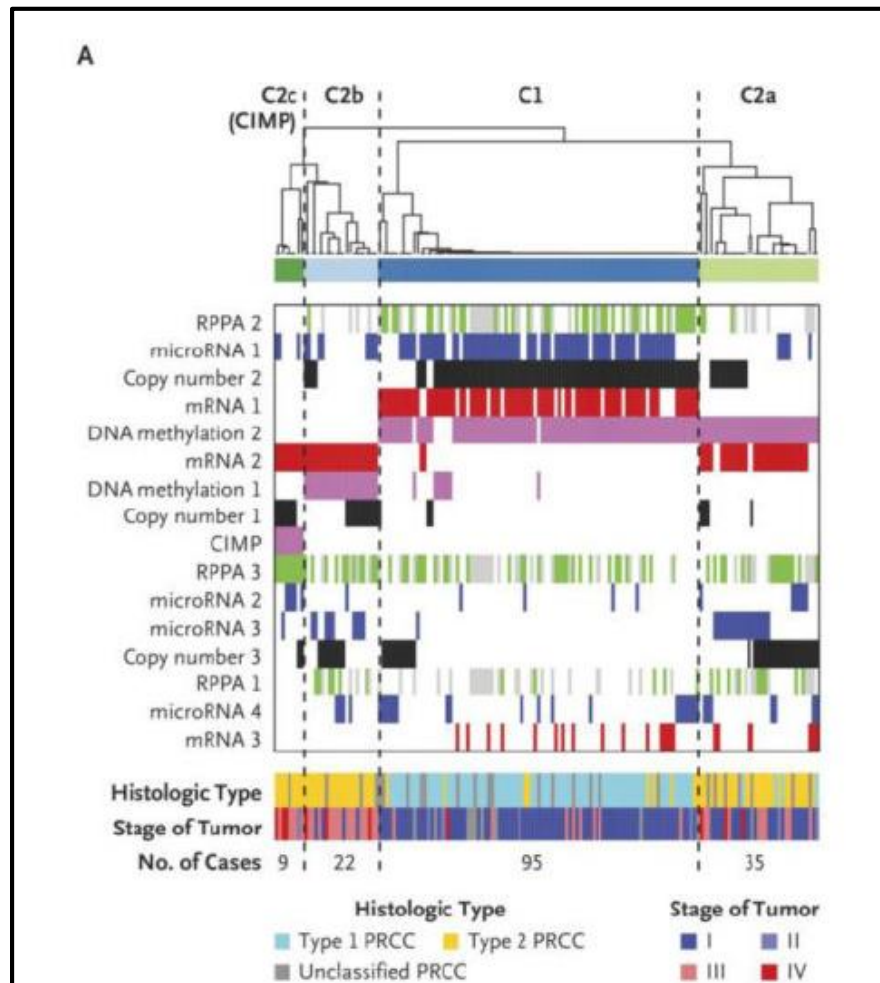 A
C2c C2b C1 C2a
(CIMP)
RPPA 2
microRNA 1
Copy number 2
mRNA 1
DNA methylation 2
mRNA 2
DNA methylation 1
Copy number 1
CIMP
RPPA 3
microRNA 2
microRNA 3
Copy number 3
RPPA 1
microRNA 4
mRNA 3
Histologic Type
Stage of Tumor
No. of Cases 9 22 95 35
Histologic Type Stage of Tumor
Type 1 PRCC Type 2 PRCC I II
Unclassified PRCC III IV